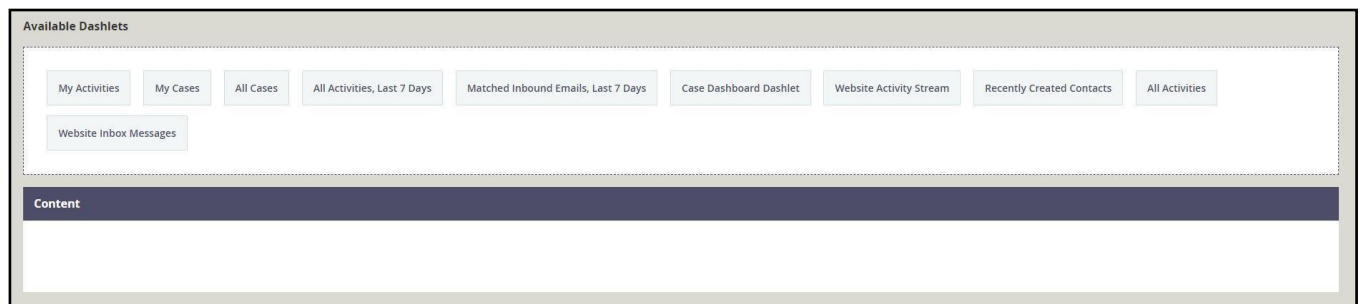 Available Dashlets
My Activities My Cases All Cases All Activities, Last 7 Days Matched Inbound Emails, Last 7 Days Case Dashboard Dashlet Website Activity Stream Recently Created Contacts All Activities
Website Inbox Messages
Content